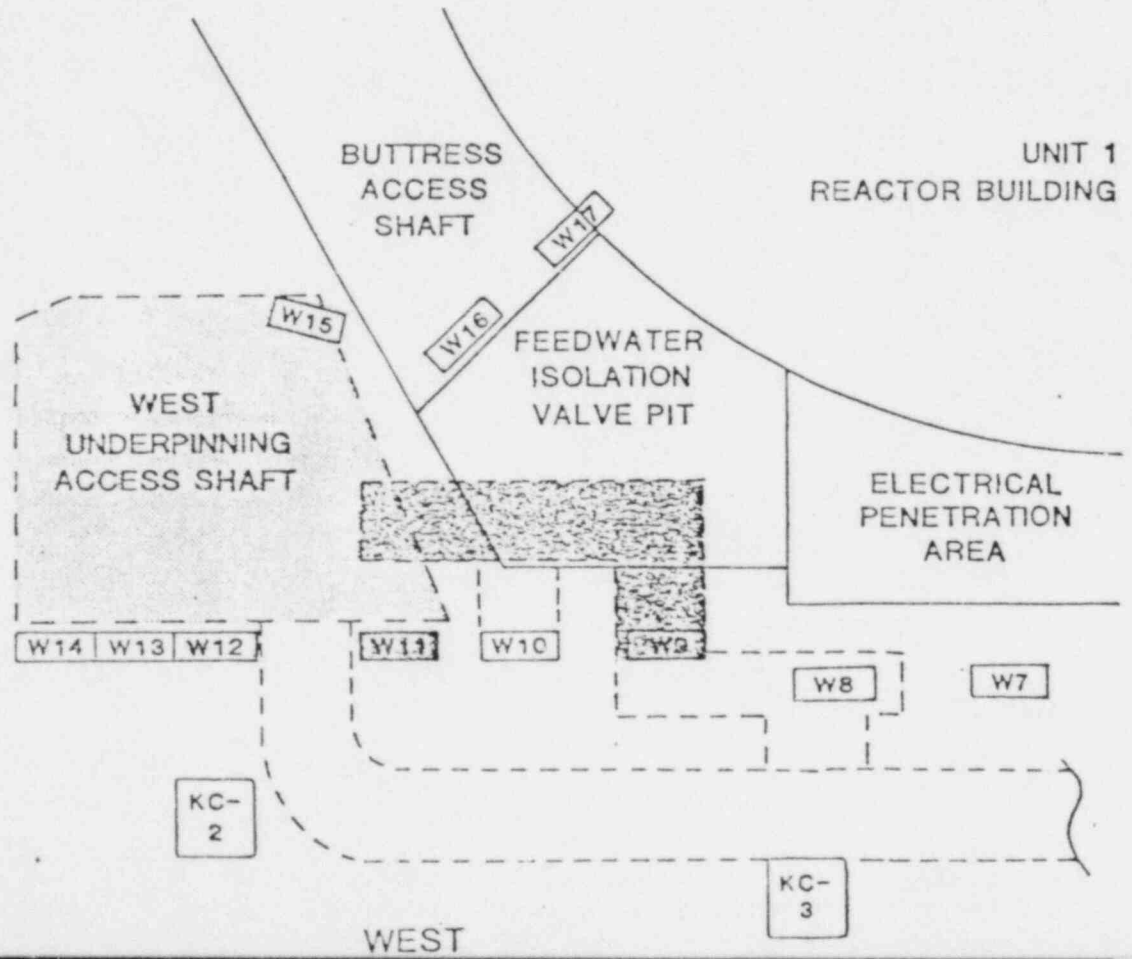 BUTTRESS
ACCESS
SHAFT
UNIT 1
REACTOR BUILDING
W17
W15
W16
FEEDWATER
ISOLATION
VALVE PIT
WEST
UNDERPINNING
ACCESS SHAFT
ELECTRICAL
PENETRATION
AREA
W14 W13 W12 W11 W10 W9
W8 W7
KC-
2
KC-
3
WEST